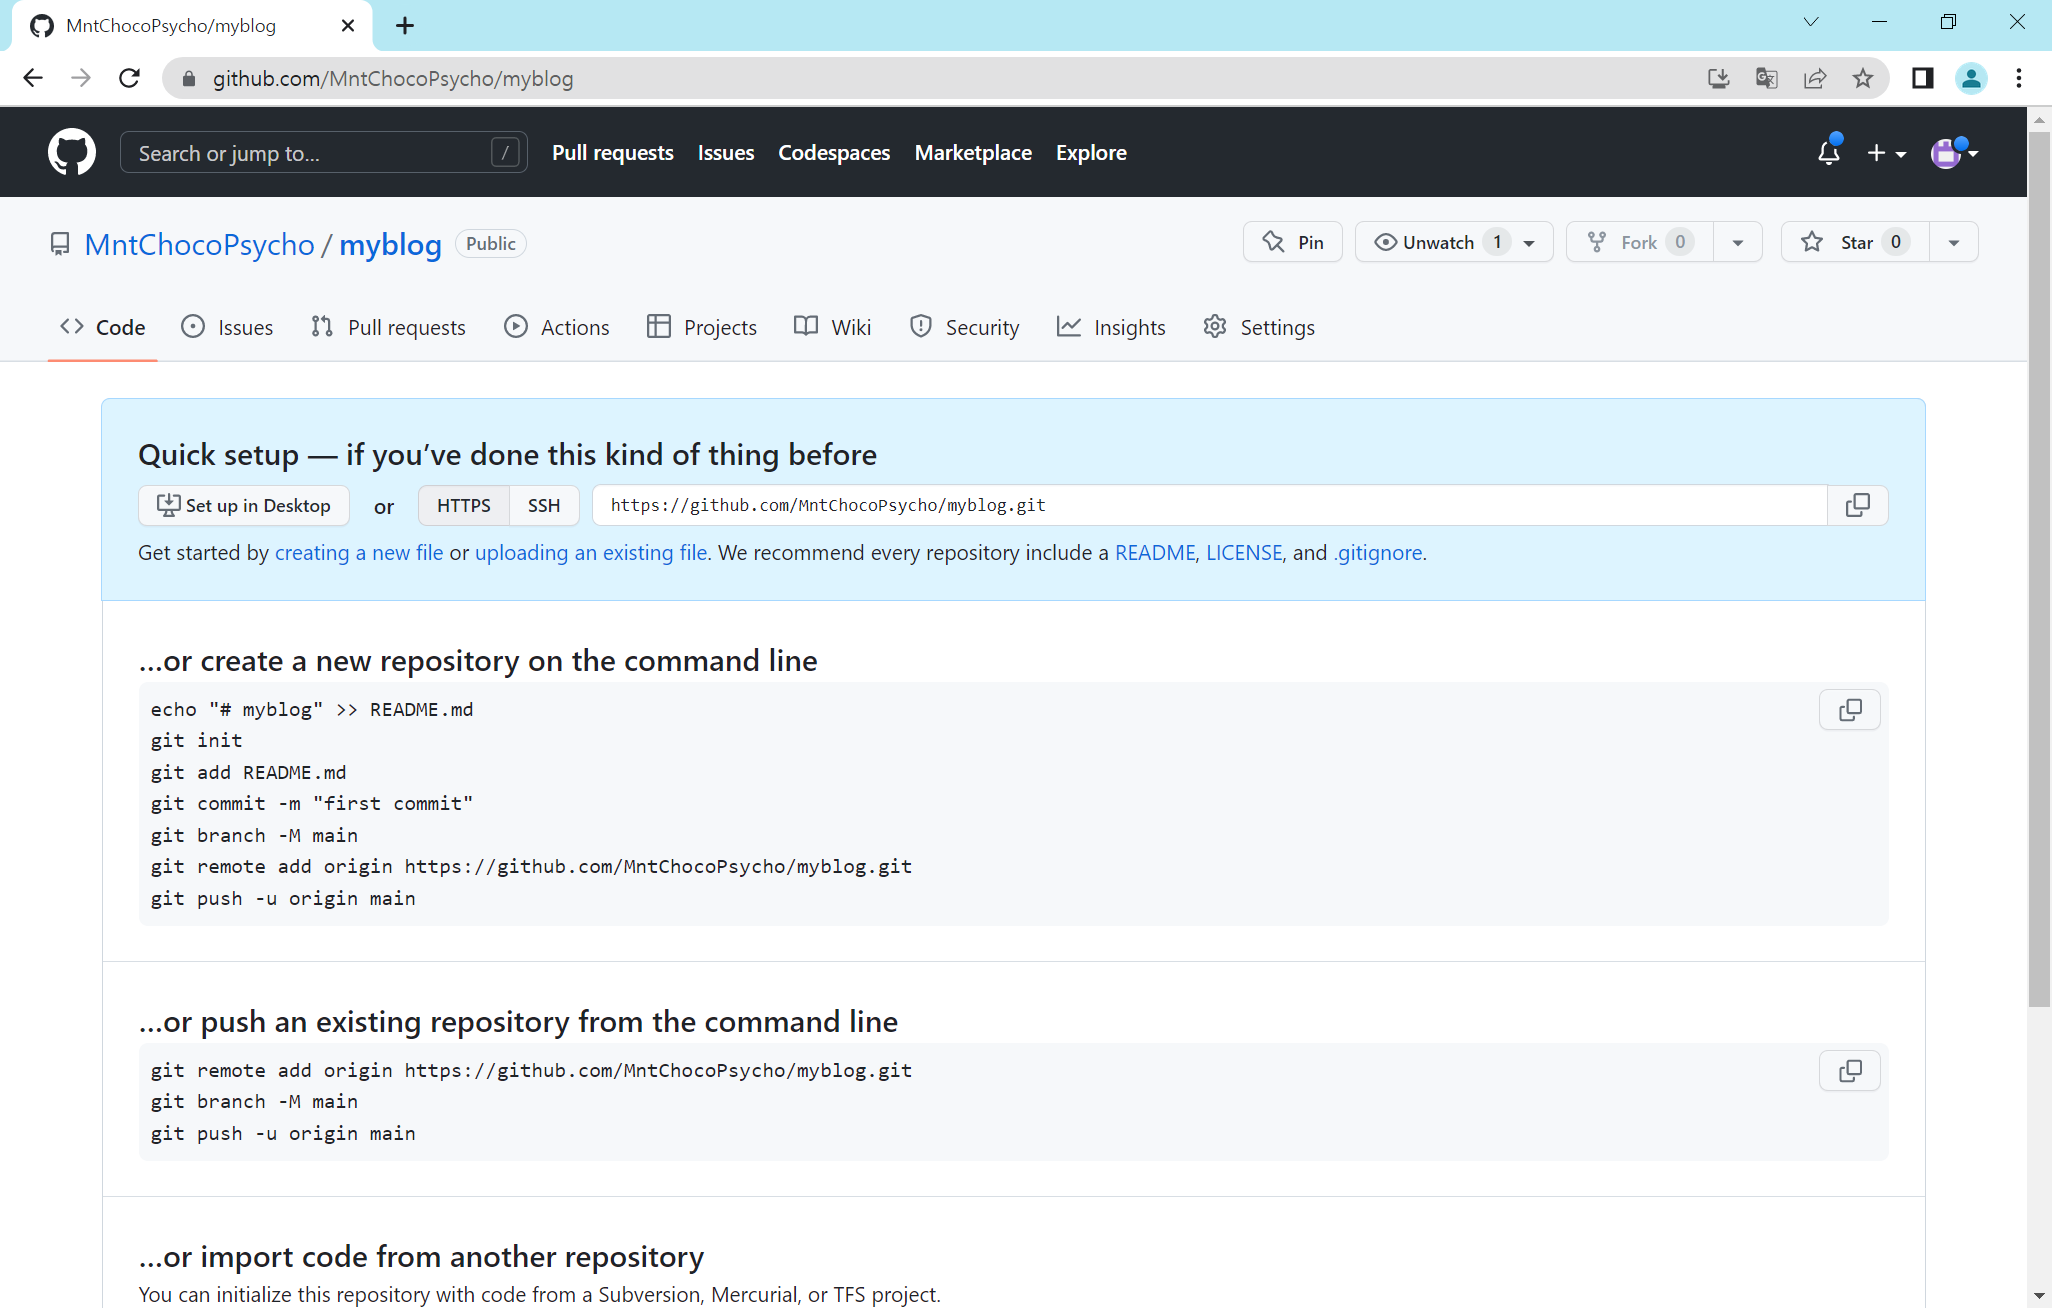 MntChocoPsycho/myblog
github.com/MntChocoPsycho/myblog
Search or jump to... /
Pull requests Issues Codespaces Marketplace Explore
MntChocoPsycho / myblog Public
Pin Unwatch 1 Fork 0 Star 0
Code Issues Pull requests Actions Projects Wiki Security Insights Settings
Quick setup — if you’ve done this kind of thing before
Set up in Desktop or HTTPS SSH https://github.com/MntChocoPsycho/myblog.git
Get started by creating a new file or uploading an existing file. We recommend every repository include a README, LICENSE, and .gitignore.
…or create a new repository on the command line
echo "# myblog" >> README.md
git init
git add README.md
git commit -m "first commit"
git branch -M main
git remote add origin https://github.com/MntChocoPsycho/myblog.git
git push -u origin main
…or push an existing repository from the command line
git remote add origin https://github.com/MntChocoPsycho/myblog.git
git branch -M main
git push -u origin main
…or import code from another repository
You can initialize this repository with code from a Subversion, Mercurial, or TFS project.